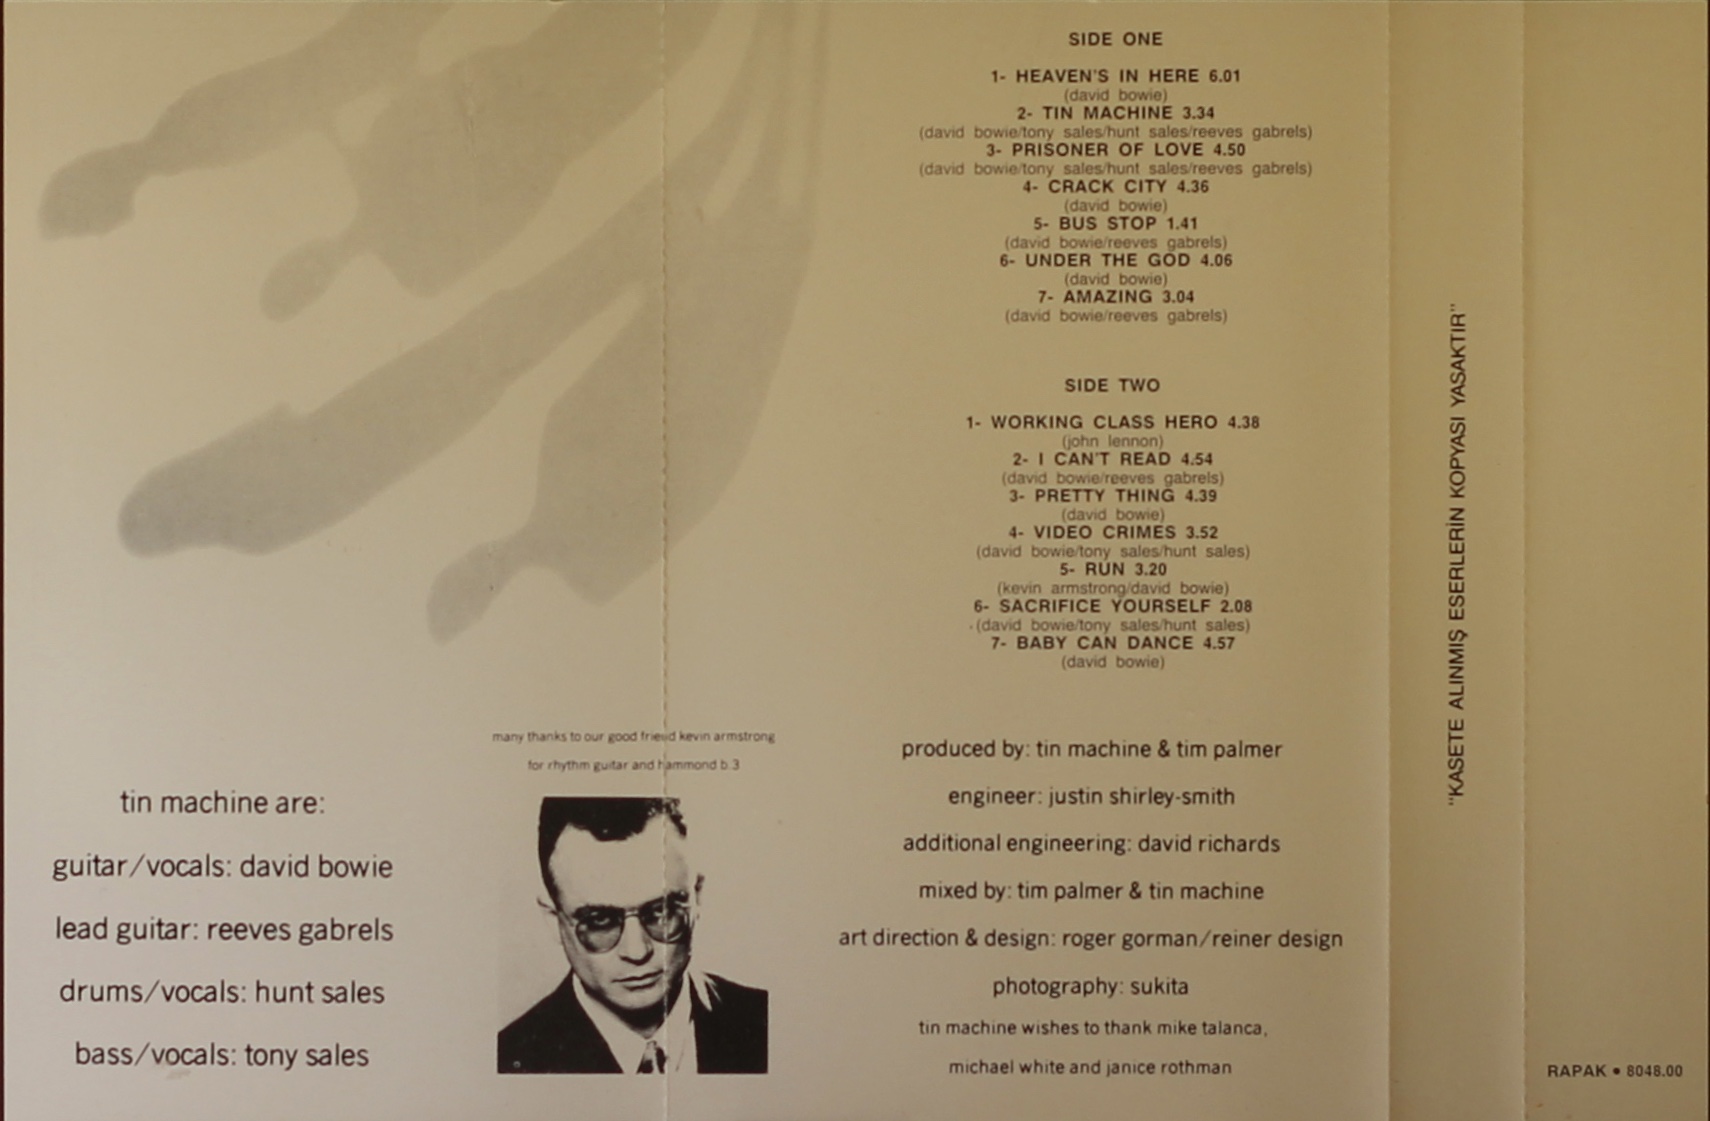 SIDE ONE
1- HEAVEN'S IN HERE 6.01
(david bowie)
2- TIN MACHINE 3.34
(david bowie/tony sales/hunt sales/reeves gabrels)
3- PRISONER OF LOVE 4.50
(david bowie/tony sales/hunt sales/reeves gabrels)
4- CRACK CITY 4.36
(david bowie)
5- BUS STOP 1.41
(david bowie/reeves gabrels)
6- UNDER THE GOD 4.06
(david bowie)
7- AMAZING 3.04
(david bowie/reeves gabrels)
SIDE TWO
1- WORKING CLASS HERO 4.38
(john lennon)
2- I CAN'T READ 4.54
(david bowie/reeves gabrels)
3- PRETTY THING 4.39
(david bowie)
4- VIDEO CRIMES 3.52
(david bowie/tony sales/hunt sales)
5- RUN 3.20
(kevin armstrong/david bowie)
6- SACRIFICE YOURSELF 2.08
(david bowie/tony sales/hunt sales)
7- BABY CAN DANCE 4.57
(david bowie)
many thanks to our good friend kevin armstrong
for rhythm guitar and hammond b.3
tin machine are:
guitar/vocals: david bowie
lead guitar: reeves gabrels
drums/vocals: hunt sales
bass/vocals: tony sales
produced by: tin machine & tim palmer
engineer: justin shirley-smith
additional engineering: david richards
mixed by: tim palmer & tin machine
art direction & design: roger gorman/reiner design
photography: sukita
tin machine wishes to thank mike talanca,
michael white and janice rothman
"KASETE ALINMIŞ ESERLERİN KOPYASI YASAKTIR"
RAPAK • 8048.00